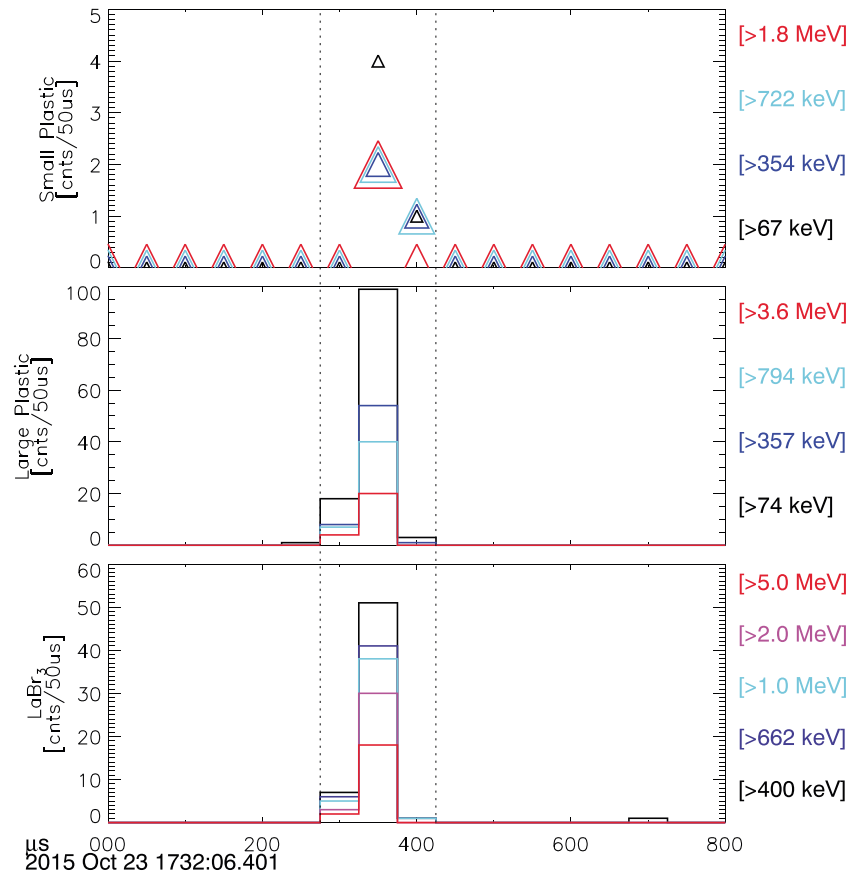 Small Plastic
[cnts/50us]
5
4
3
2
1
0
[>1.8 MeV]
[>722 keV]
[>354 keV]
[>67 keV]
Large Plastic
[cnts/50us]
100
80
60
40
20
0
[>3.6 MeV]
[>794 keV]
[>357 keV]
[>74 keV]
LaBr3
[cnts/50us]
60
50
40
30
20
10
0
[>5.0 MeV]
[>2.0 MeV]
[>1.0 MeV]
[>662 keV]
[>400 keV]
μs 000 200 400 600 800
2015 Oct 23 1732:06.401